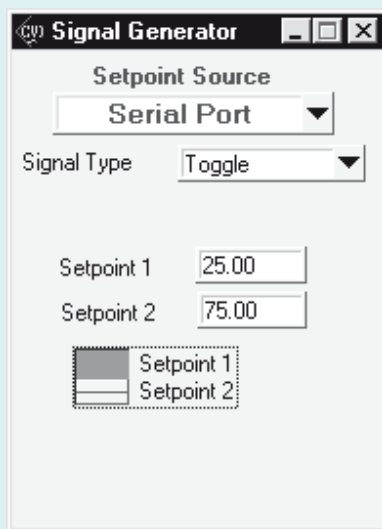 CVI Signal Generator
Setpoint Source
Serial Port
Signal Type Toggle
Setpoint 1 25.00
Setpoint 2 75.00
Setpoint 1
Setpoint 2